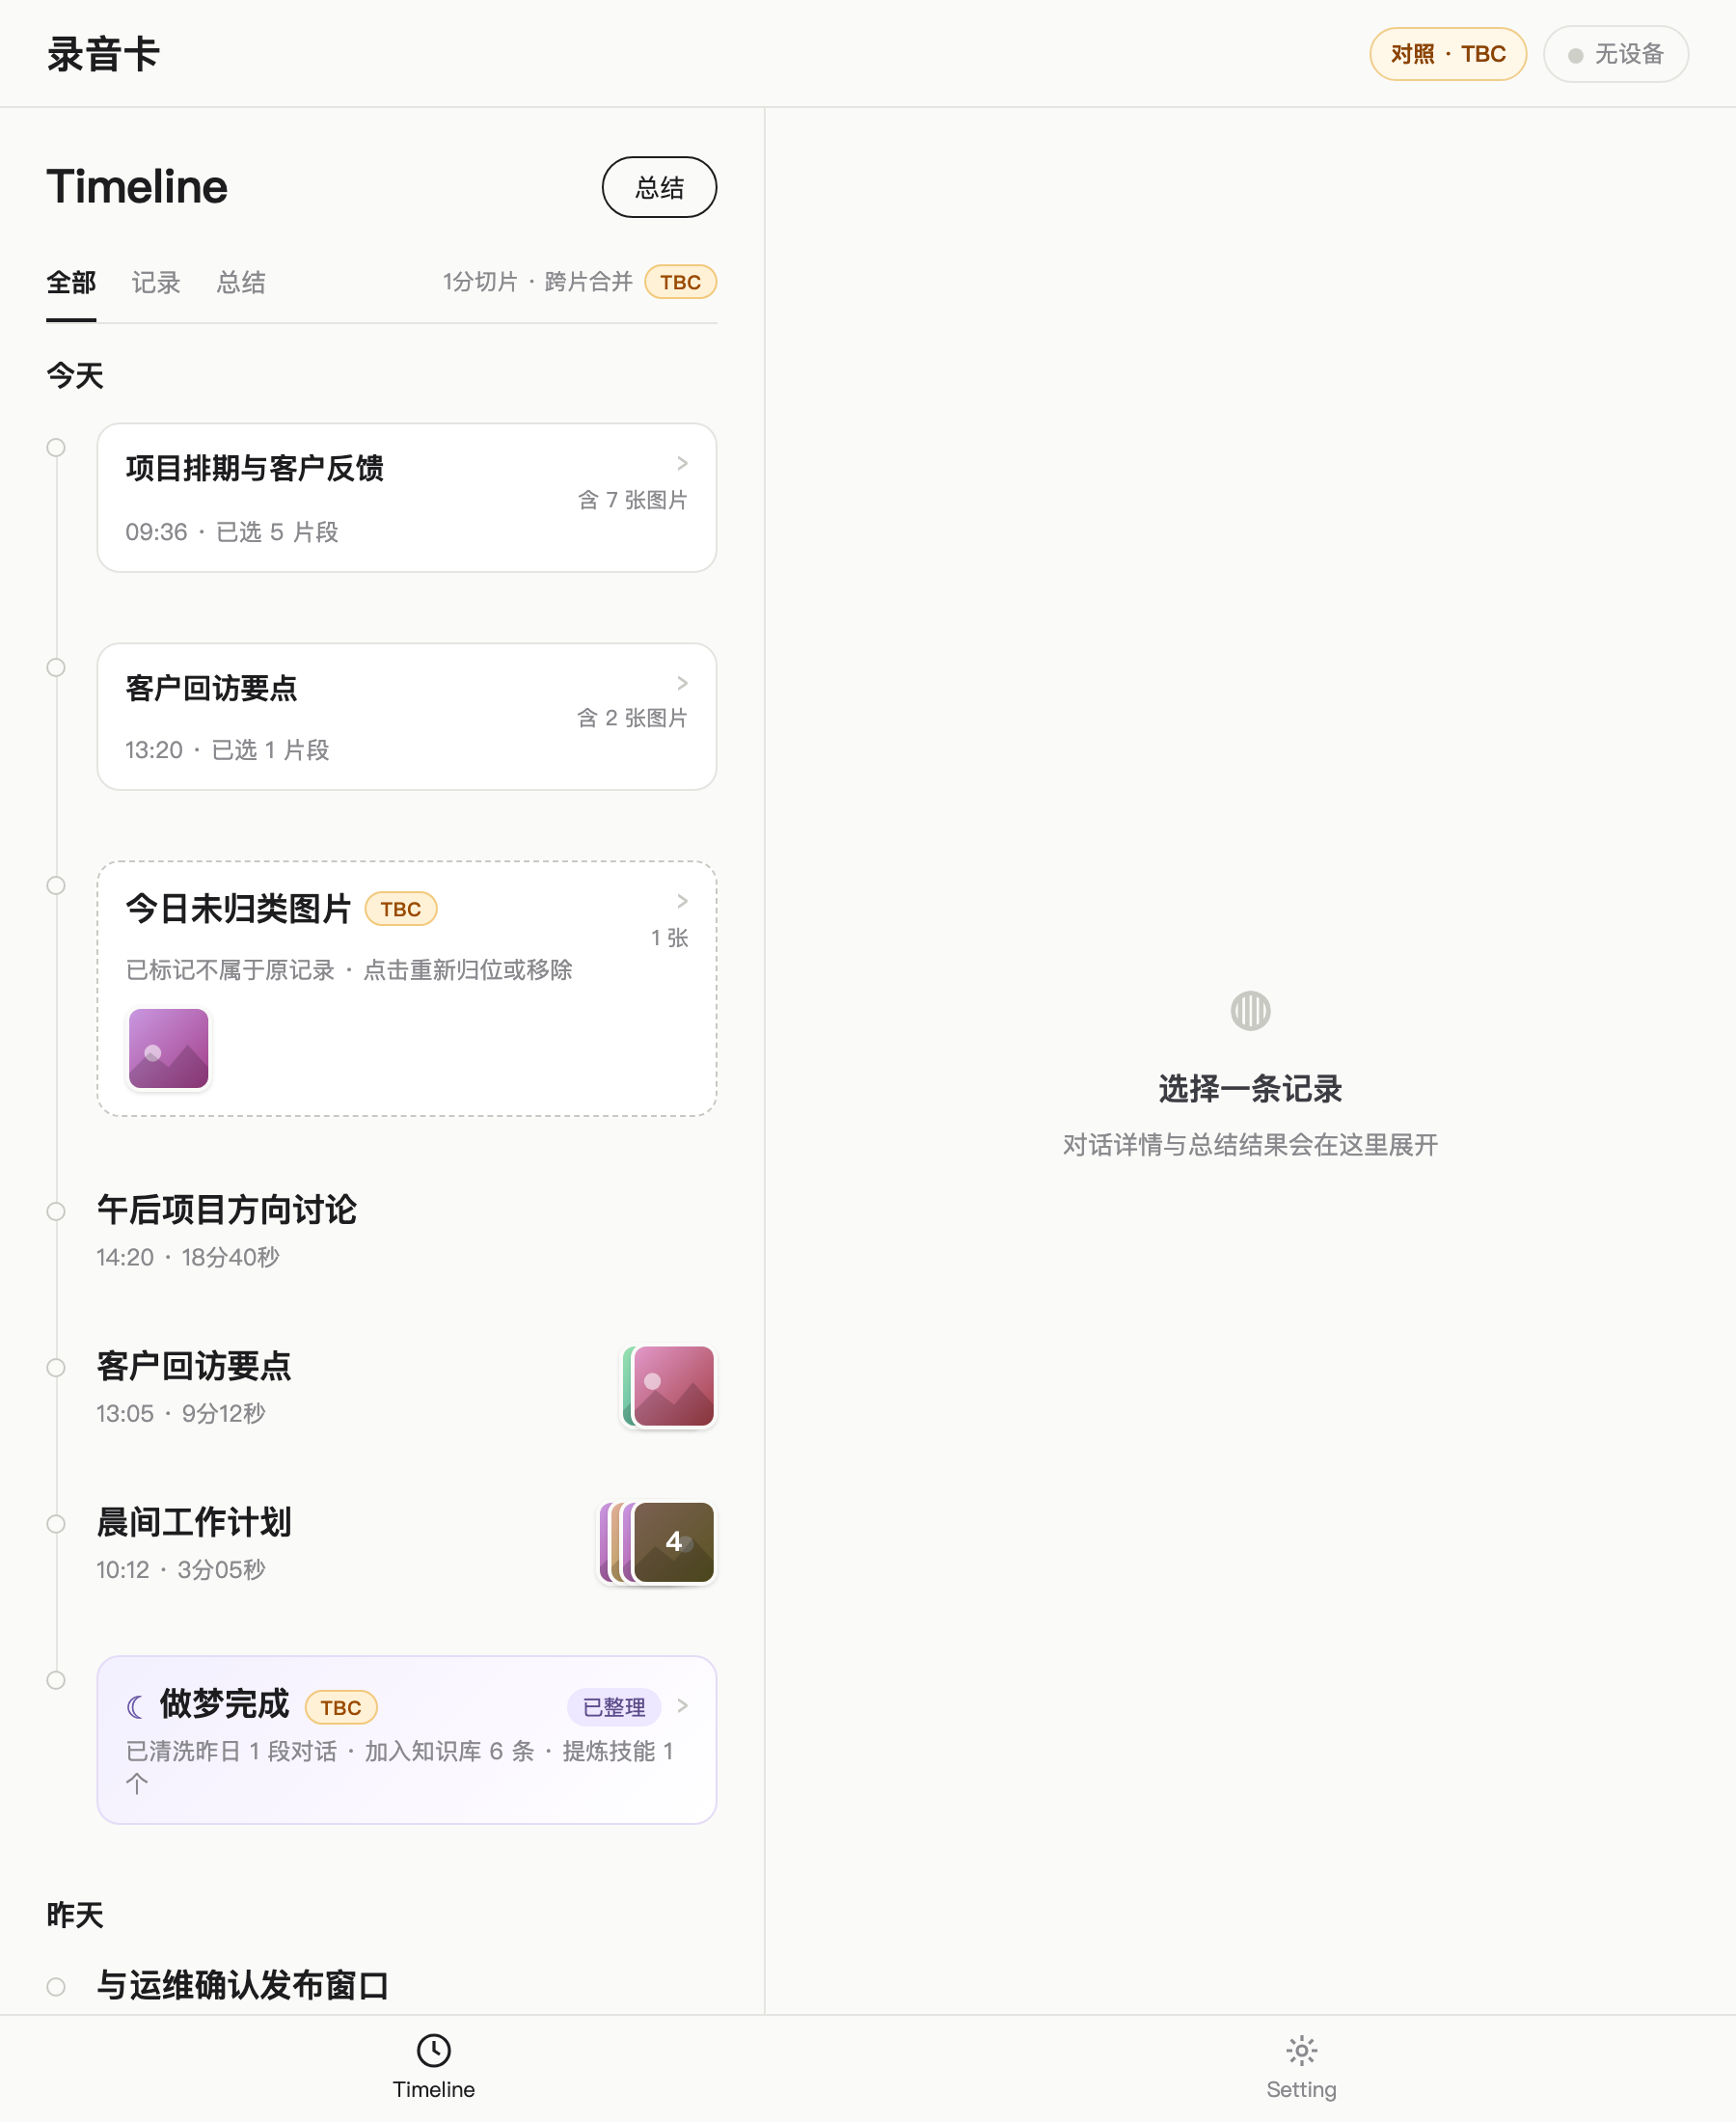 录音卡
对照 · TBC
无设备
Timeline
总结
全部
记录
总结
1分切片 · 跨片合并
TBC
今天
项目排期与客户反馈
含 7 张图片
09:36 · 已选 5 片段
客户回访要点
含 2 张图片
13:20 · 已选 1 片段
今日未归类图片
TBC
1 张
已标记不属于原记录 · 点击重新归位或移除
午后项目方向讨论
14:20 · 18分40秒
客户回访要点
13:05 · 9分12秒
晨间工作计划
10:12 · 3分05秒
4
做梦完成
TBC
已整理
已清洗昨日 1 段对话 · 加入知识库 6 条 · 提炼技能 1
个
昨天
与运维确认发布窗口
选择一条记录
对话详情与总结结果会在这里展开
Timeline
Setting